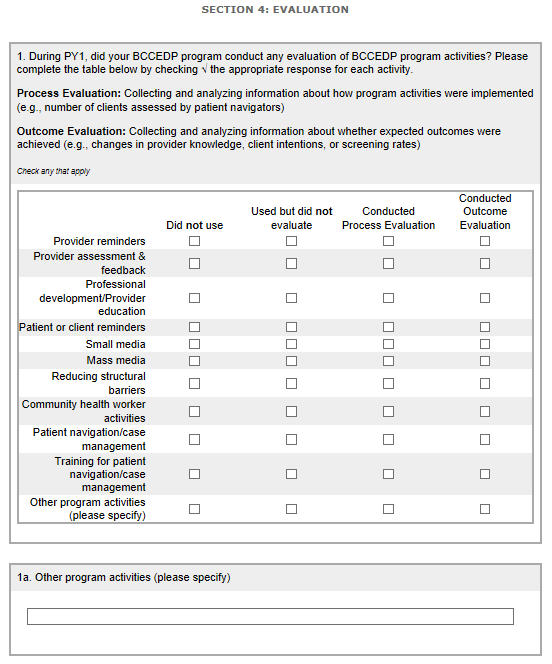 SECTION 4: EVALUATION
1. During PY1, did your BCCEDP program conduct any evaluation of BCCEDP program activities? Please
complete the table below by checking √ the appropriate response for each activity.
Process Evaluation: Collecting and analyzing information about how program activities were implemented
(e.g., number of clients assessed by patient navigators)
Outcome Evaluation: Collecting and analyzing information about whether expected outcomes were
achieved (e.g., changes in provider knowledge, client intentions, or screening rates)
Check any that apply
Did not use
Used but did not
evaluate
Conducted
Process Evaluation
Conducted
Outcome
Evaluation
Provider reminders
Provider assessment &
feedback
Professional
development/Provider
education
Patient or client reminders
Small media
Mass media
Reducing structural
barriers
Community health worker
activities
Patient navigation/case
management
Training for patient
navigation/case
management
Other program activities
(please specify)
1a. Other program activities (please specify)